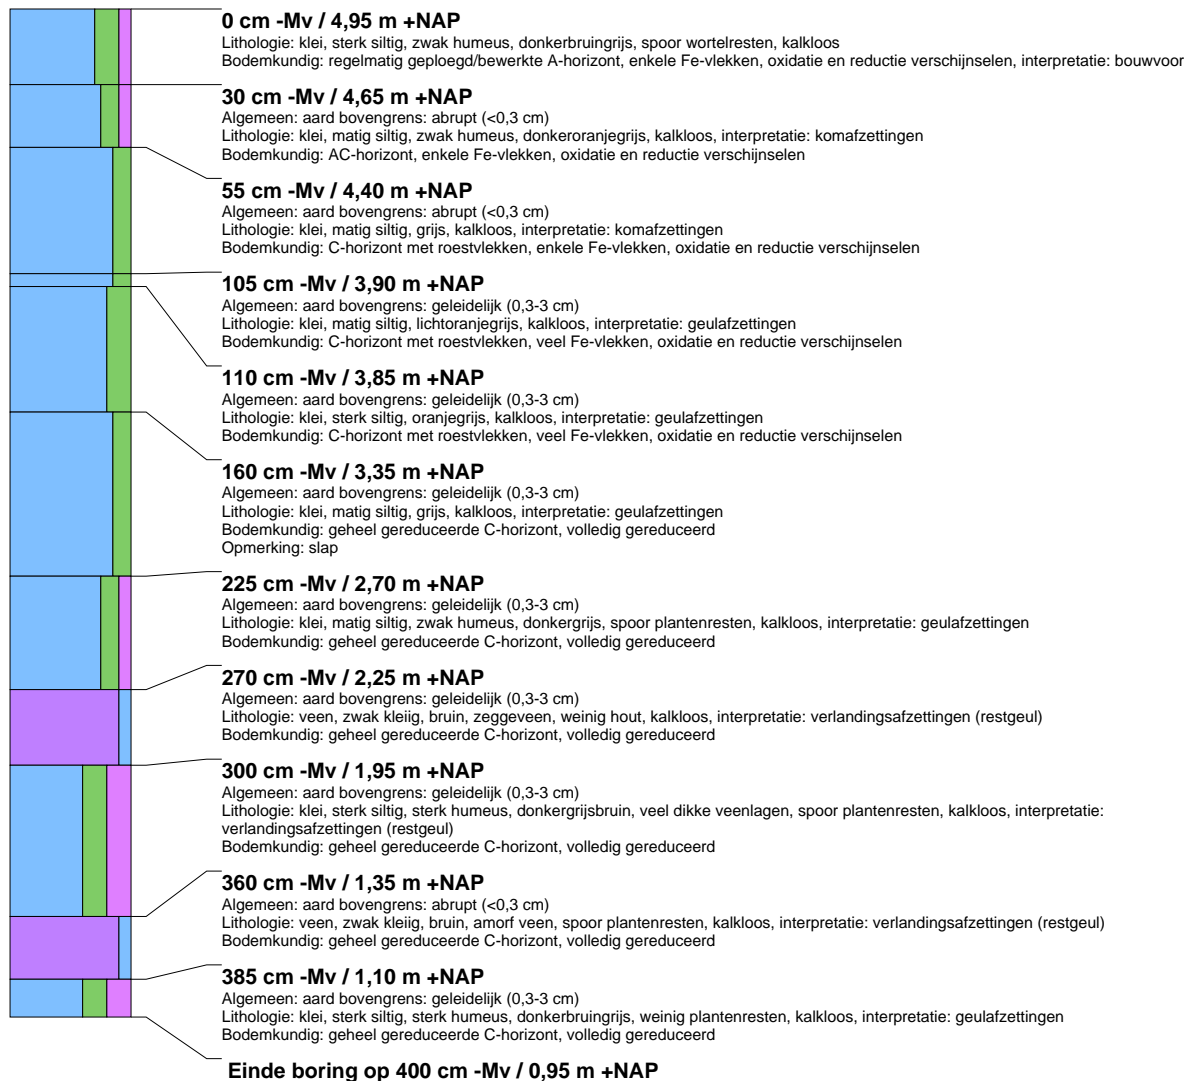 0 cm -Mv / 4,95 m +NAP
Lithologie: klei, sterk siltig, zwak humeus, donkerbruingrijs, spoor wortelresten, kalkloos
Bodemkundig: regelmatig geploegd/bewerkte A-horizont, enkele Fe-vlekken, oxidatie en reductie verschijnselen, interpretatie: bouwvoor
30 cm -Mv / 4,65 m +NAP
Algemeen: aard bovengrens: abrupt (<0,3 cm)
Lithologie: klei, matig siltig, zwak humeus, donkeroranjegrijs, kalkloos, interpretatie: komafzettingen
Bodemkundig: AC-horizont, enkele Fe-vlekken, oxidatie en reductie verschijnselen
55 cm -Mv / 4,40 m +NAP
Algemeen: aard bovengrens: abrupt (<0,3 cm)
Lithologie: klei, matig siltig, grijs, kalkloos, interpretatie: komafzettingen
Bodemkundig: C-horizont met roestvlekken, enkele Fe-vlekken, oxidatie en reductie verschijnselen
105 cm -Mv / 3,90 m +NAP
Algemeen: aard bovengrens: geleidelijk (0,3-3 cm)
Lithologie: klei, matig siltig, lichtoranjegrijs, kalkloos, interpretatie: geulafzettingen
Bodemkundig: C-horizont met roestvlekken, veel Fe-vlekken, oxidatie en reductie verschijnselen
110 cm -Mv / 3,85 m +NAP
Algemeen: aard bovengrens: geleidelijk (0,3-3 cm)
Lithologie: klei, sterk siltig, oranjegrijs, kalkloos, interpretatie: geulafzettingen
Bodemkundig: C-horizont met roestvlekken, veel Fe-vlekken, oxidatie en reductie verschijnselen
160 cm -Mv / 3,35 m +NAP
Algemeen: aard bovengrens: geleidelijk (0,3-3 cm)
Lithologie: klei, matig siltig, grijs, kalkloos, interpretatie: geulafzettingen
Bodemkundig: geheel gereduceerde C-horizont, volledig gereduceerd
Opmerking: slap
225 cm -Mv / 2,70 m +NAP
Algemeen: aard bovengrens: geleidelijk (0,3-3 cm)
Lithologie: klei, matig siltig, zwak humeus, donkergrijs, spoor plantenresten, kalkloos, interpretatie: geulafzettingen
Bodemkundig: geheel gereduceerde C-horizont, volledig gereduceerd
270 cm -Mv / 2,25 m +NAP
Algemeen: aard bovengrens: geleidelijk (0,3-3 cm)
Lithologie: veen, zwak kleiig, bruin, zeggeveen, weinig hout, kalkloos, interpretatie: verlandingsafzettingen (restgeul)
Bodemkundig: geheel gereduceerde C-horizont, volledig gereduceerd
300 cm -Mv / 1,95 m +NAP
Algemeen: aard bovengrens: geleidelijk (0,3-3 cm)
Lithologie: klei, sterk siltig, sterk humeus, donkergrijsbruin, veel dikke veenlagen, spoor plantenresten, kalkloos, interpretatie:
verlandingsafzettingen (restgeul)
Bodemkundig: geheel gereduceerde C-horizont, volledig gereduceerd
360 cm -Mv / 1,35 m +NAP
Algemeen: aard bovengrens: abrupt (<0,3 cm)
Lithologie: veen, zwak kleiig, bruin, amorf veen, spoor plantenresten, kalkloos, interpretatie: verlandingsafzettingen (restgeul)
Bodemkundig: geheel gereduceerde C-horizont, volledig gereduceerd
385 cm -Mv / 1,10 m +NAP
Algemeen: aard bovengrens: geleidelijk (0,3-3 cm)
Lithologie: klei, sterk siltig, sterk humeus, donkerbruingrijs, weinig plantenresten, kalkloos, interpretatie: geulafzettingen
Bodemkundig: geheel gereduceerde C-horizont, volledig gereduceerd
Einde boring op 400 cm -Mv / 0,95 m +NAP